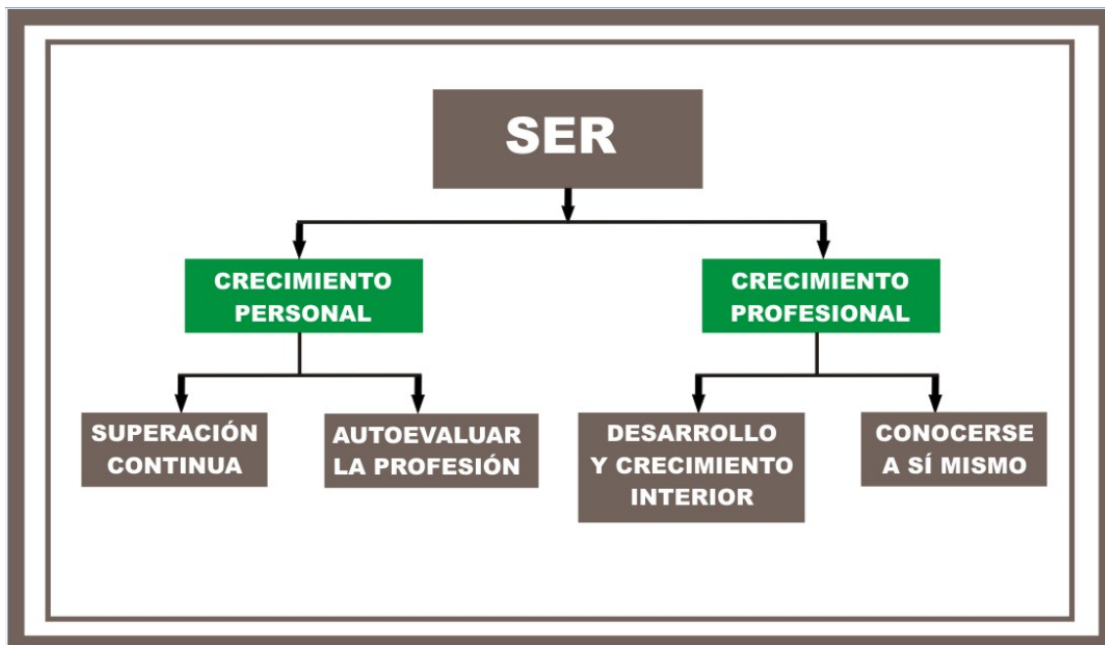 SER
CRECIMIENTO
PERSONAL
CRECIMIENTO
PROFESIONAL
SUPERACIÓN
CONTINUA
AUTOEVALUAR
LA PROFESIÓN
DESARROLLO
Y CRECIMIENTO
INTERIOR
CONOCERSE
A SÍ MISMO